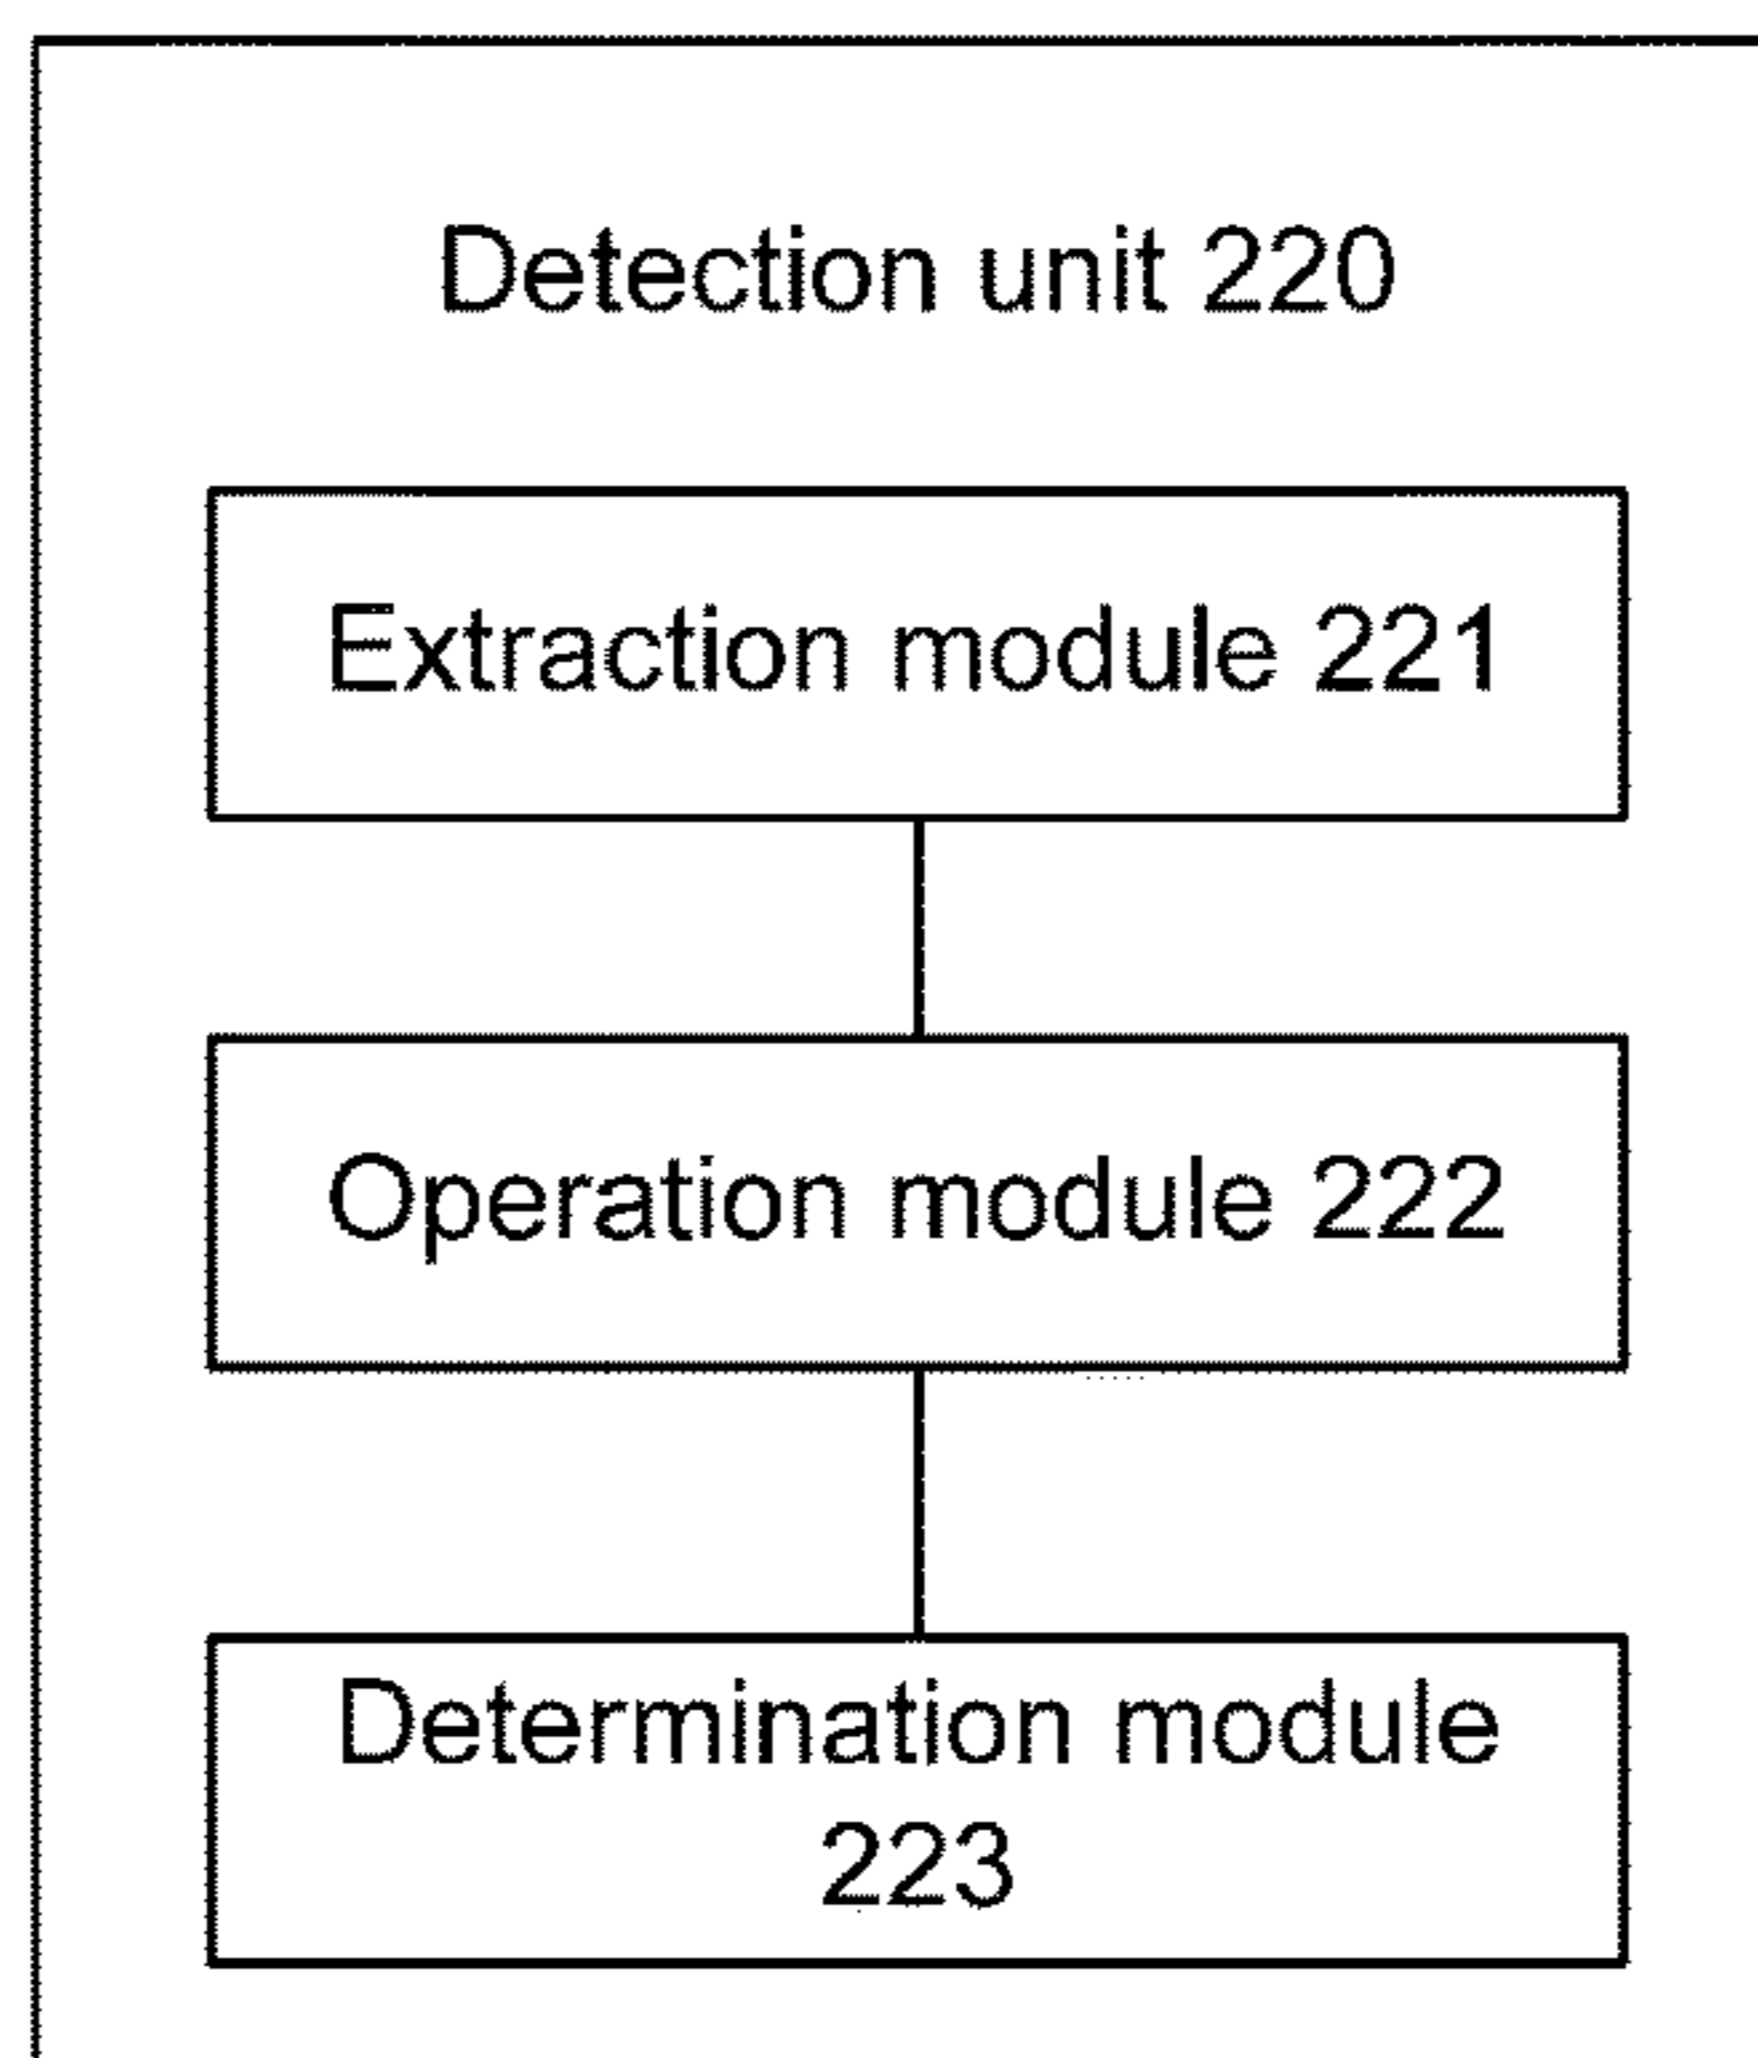 Detection unit 220
Extraction module 221
Operation module 222
Determination module
223